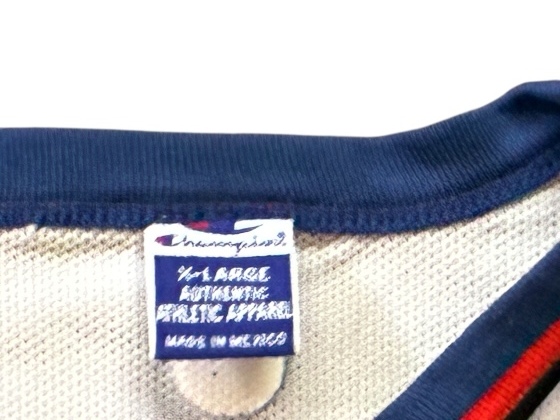 Champion
X-LARGE
AUTHENTIC
ATHLETIC APPAREL
MADE IN MEXICO